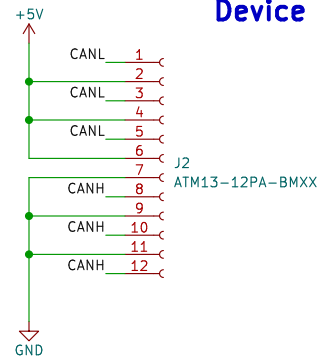 Device
+5V
CANL 1
2
CANL 3
4
CANL 5
6
J2
7
ATM13-12PA-BMXX
CANH 8
9
CANH 10
11
CANH 12
GND